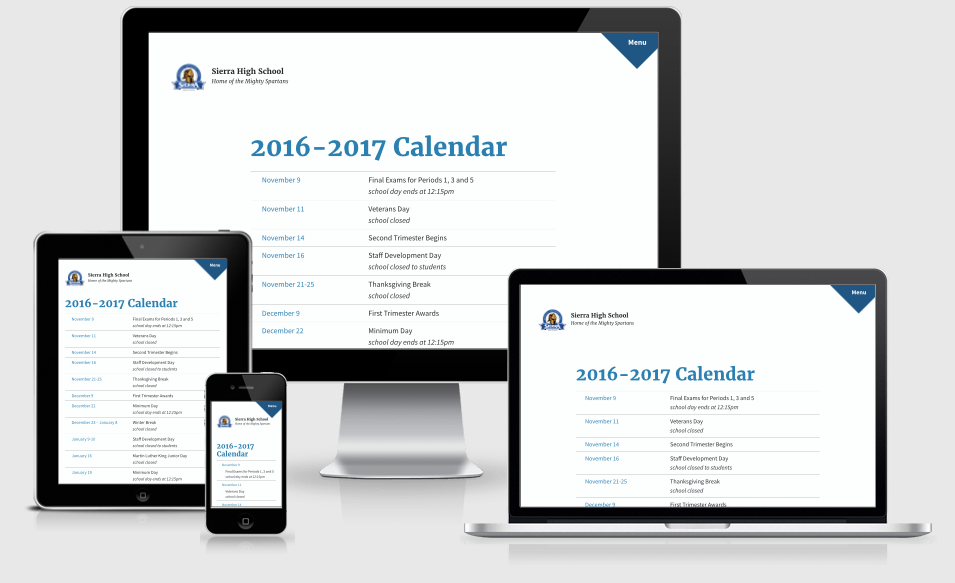 Menu
Sierra High School
Home of the Mighty Spartans
2016-2017 Calendar
November 9
Final Exams for Periods 1, 3 and 5
school day ends at 12:15pm
November 11
Veterans Day
school closed
November 14
Second Trimester Begins
November 16
Staff Development Day
school closed to students
November 21-25
Thanksgiving Break
school closed
December 9
First Trimester Awards
December 22
Minimum Day
school day ends at 12:15pm
Menu
Sierra High School
Home of the Mighty Spartans
2016-2017 Calendar
November 9
Final Exams for Periods 1, 3 and 5
school day ends at 12:15pm
November 11
Veterans Day
school closed
November 14
Second Trimester Begins
November 16
Staff Development Day
school closed to students
November 21-25
Thanksgiving Break
school closed
December 9
First Trimester Awards
December 22
Minimum Day
school day ends at 12:15pm
December 23 - January 6
Winter Break
school closed
Staff Development Day
school closed to students
January 16
Martin Luther King Junior Day
school closed
Minimum Day
school day ends at 12:15pm
Menu
Sierra High School
Home of the Mighty Spartans
2016-2017
Calendar
November 9
Final Exams for Periods 1, 3 and 5
school day ends at 12:15pm
November 11
Veterans Day
school closed
November 14
Menu
SIERRA
Sierra High School
Home of the Mighty Spartans
2016-2017 Calendar
November 9
Final Exams for Periods 1, 3 and 5
school day ends at 12:15pm
November 11
Veterans Day
school closed
November 14
Second Trimester Begins
November 16
Staff Development Day
school closed to students
November 21-25
Thanksgiving Break
school closed
December 9
First Trimester Awards